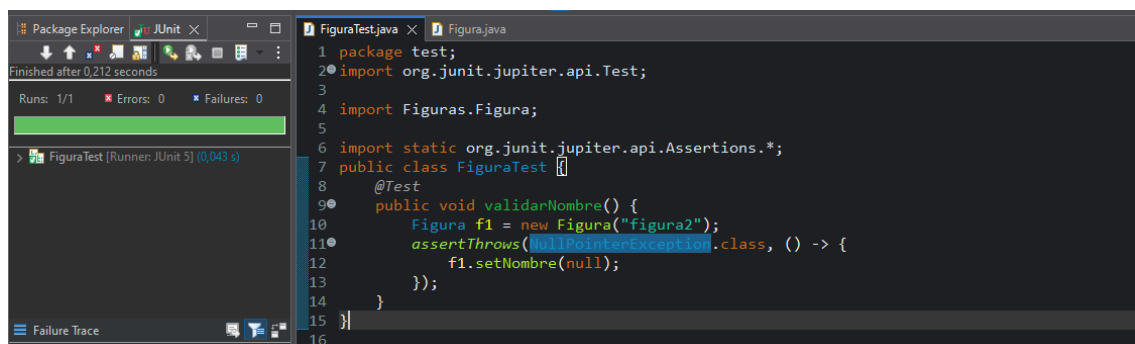 Package Explorer JUnit
Finished after 0,212 seconds
Runs: 1/1 Errors: 0 Failures: 0
FiguraTest [Runner: JUnit 5] (0,043 s)
Failure Trace
FiguraTest.java Figura.java
1 package test;
2 import org.junit.jupiter.api.Test;
3
4 import Figuras.Figura;
5
6 import static org.junit.jupiter.api.Assertions.*;
7 public class FiguraTest {
8 @Test
9 public void validarNombre() {
10 Figura f1 = new Figura("figura2");
11 assertThrows(NullPointerException.class, () -> {
12 f1.setNombre(null);
13 });
14 }
15 }
16